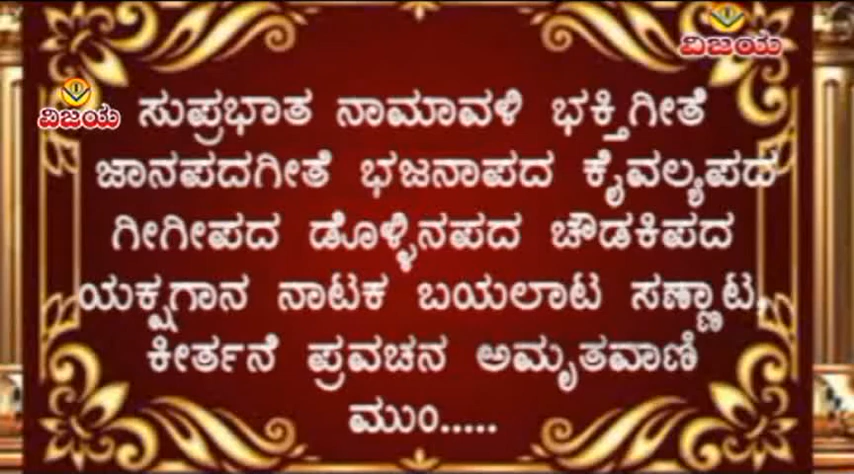 ವಿಜಯ
ವಿಜಯ
ಸುಪ್ರಭಾತ ನಾಮಾವಳಿ ಭಕ್ತಿಗೀತೆ
ಜಾನಪದಗೀತೆ ಭಜನಾಪದ ಕೈವಲ್ಯಪದ
ಗೀಗೀಪದ ಡೊಳ್ಳಿನಪದ ಚೌಡಕಿಪದ
ಯಕ್ಷಗಾನ ನಾಟಕ ಬಯಲಾಟ ಸಣ್ಣಾಟ,
ಕೀರ್ತನೆ ಪ್ರವಚನ ಅಮೃತವಾಣಿ
ಮುಂ.....